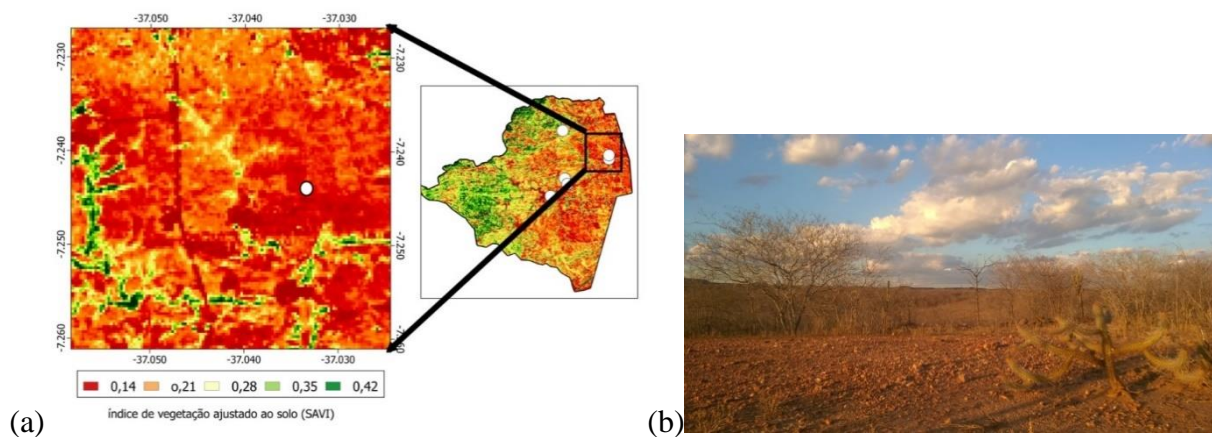 -37.050 -37.040 -37.030
-7.230 -7.230
-7.240 -7.240
-7.250 -7.250
-7.260 -7.260
-37.050 -37.040 -37.030
0,14 o,21 0,28 0,35 0,42
índice de vegetação ajustado ao solo (SAVI)
(a) (b)